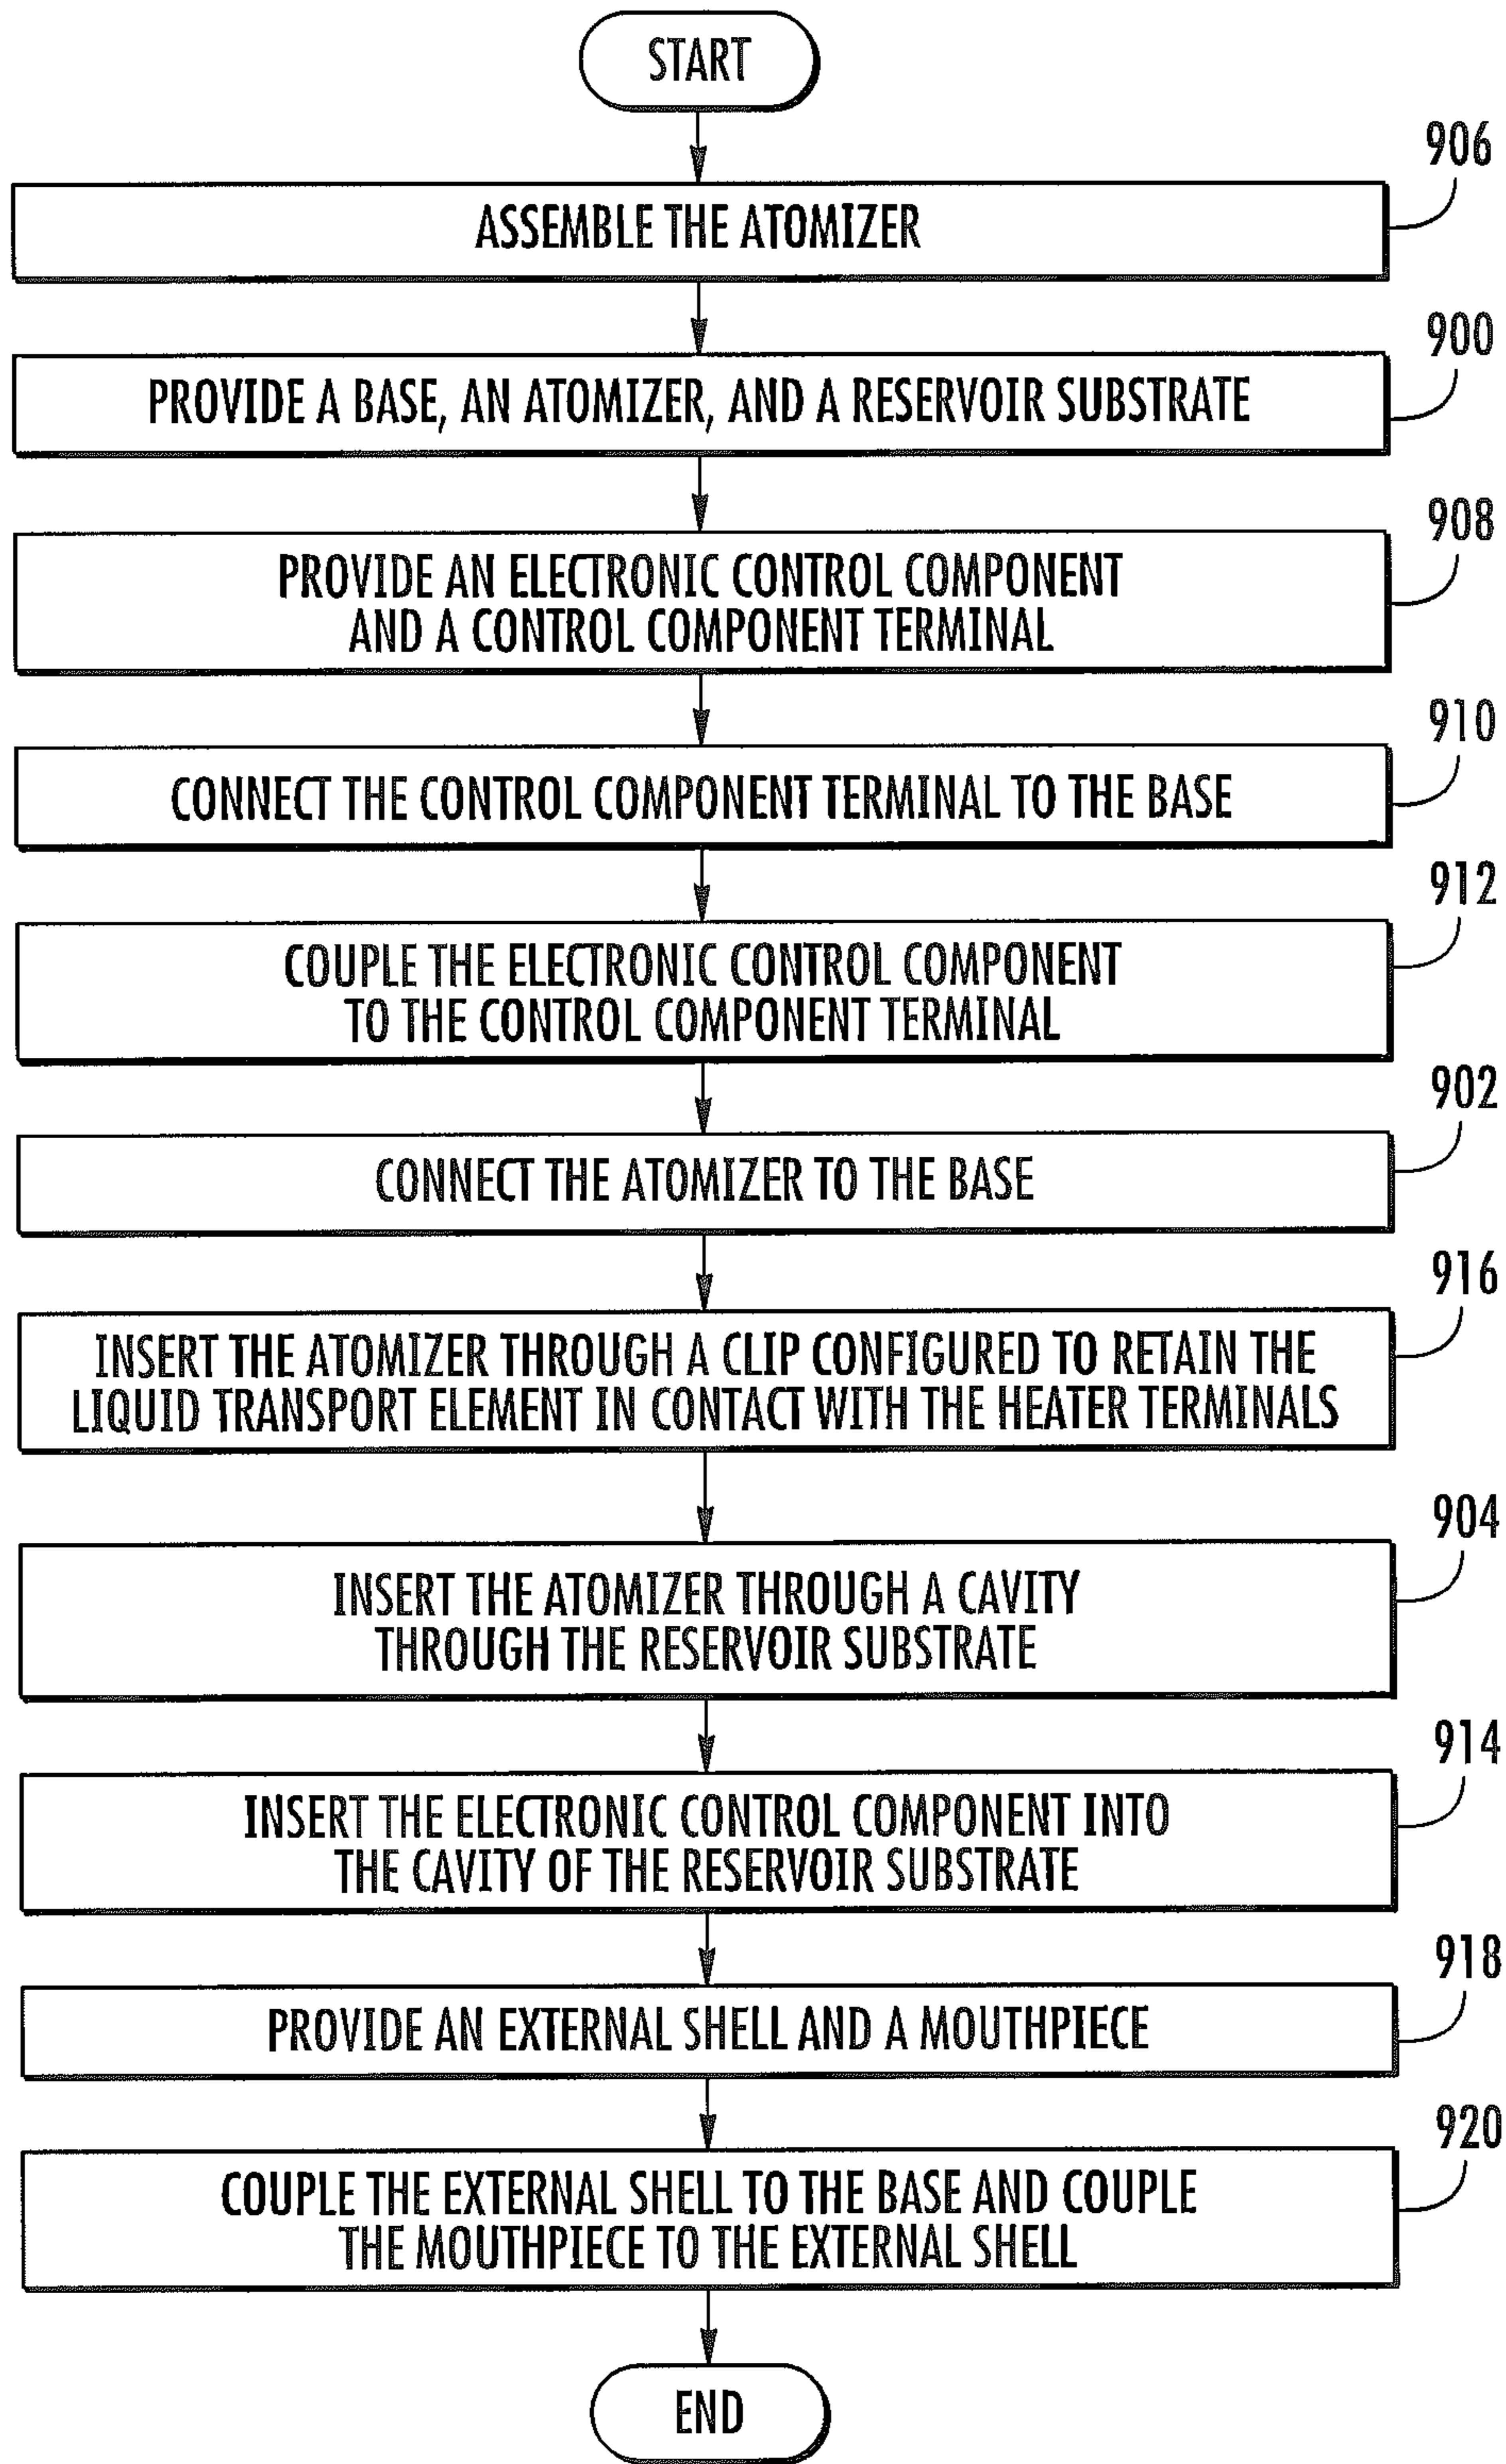 START
906
ASSEMBLE THE ATOMIZER
900
PROVIDE A BASE, AN ATOMIZER, AND A RESERVOIR SUBSTRATE
908
PROVIDE AN ELECTRONIC CONTROL COMPONENT
AND A CONTROL COMPONENT TERMINAL
910
CONNECT THE CONTROL COMPONENT TERMINAL TO THE BASE
912
COUPLE THE ELECTRONIC CONTROL COMPONENT
TO THE CONTROL COMPONENT TERMINAL
902
CONNECT THE ATOMIZER TO THE BASE
916
INSERT THE ATOMIZER THROUGH A CLIP CONFIGURED TO RETAIN THE
LIQUID TRANSPORT ELEMENT IN CONTACT WITH THE HEATER TERMINALS
904
INSERT THE ATOMIZER THROUGH A CAVITY
THROUGH THE RESERVOIR SUBSTRATE
914
INSERT THE ELECTRONIC CONTROL COMPONENT INTO
THE CAVITY OF THE RESERVOIR SUBSTRATE
918
PROVIDE AN EXTERNAL SHELL AND A MOUTHPIECE
920
COUPLE THE EXTERNAL SHELL TO THE BASE AND COUPLE
THE MOUTHPIECE TO THE EXTERNAL SHELL
END